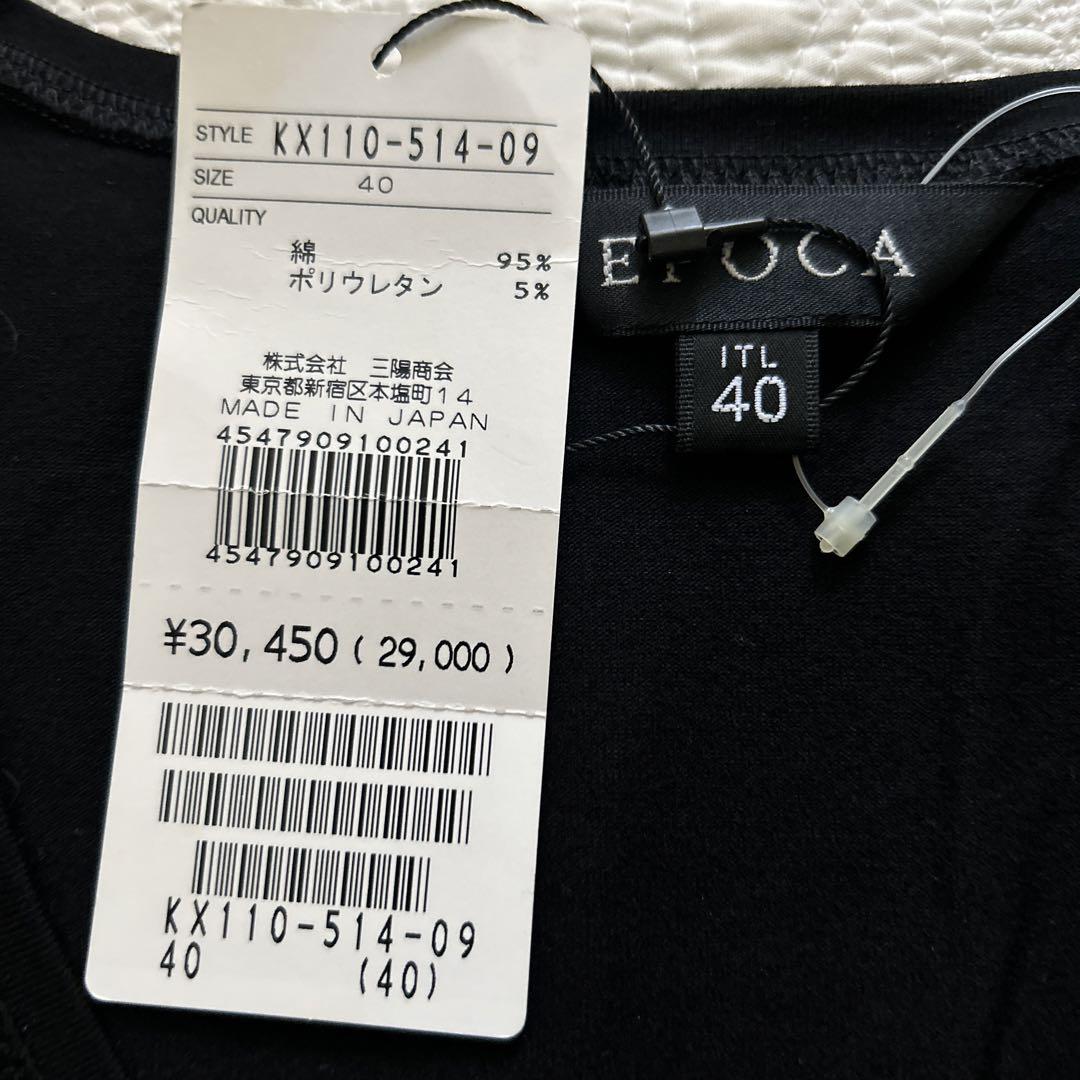 STYLE KX110-514-09
SIZE 40
QUALITY
綿 95%
ポリウレタン 5%
株式会社 三陽商会
東京都新宿区本塩町14
MADE IN JAPAN
4547909100241
4547909100241
¥30,450 (29,000)
KX110-514-09
40 (40)
EPOCA
ITL
40